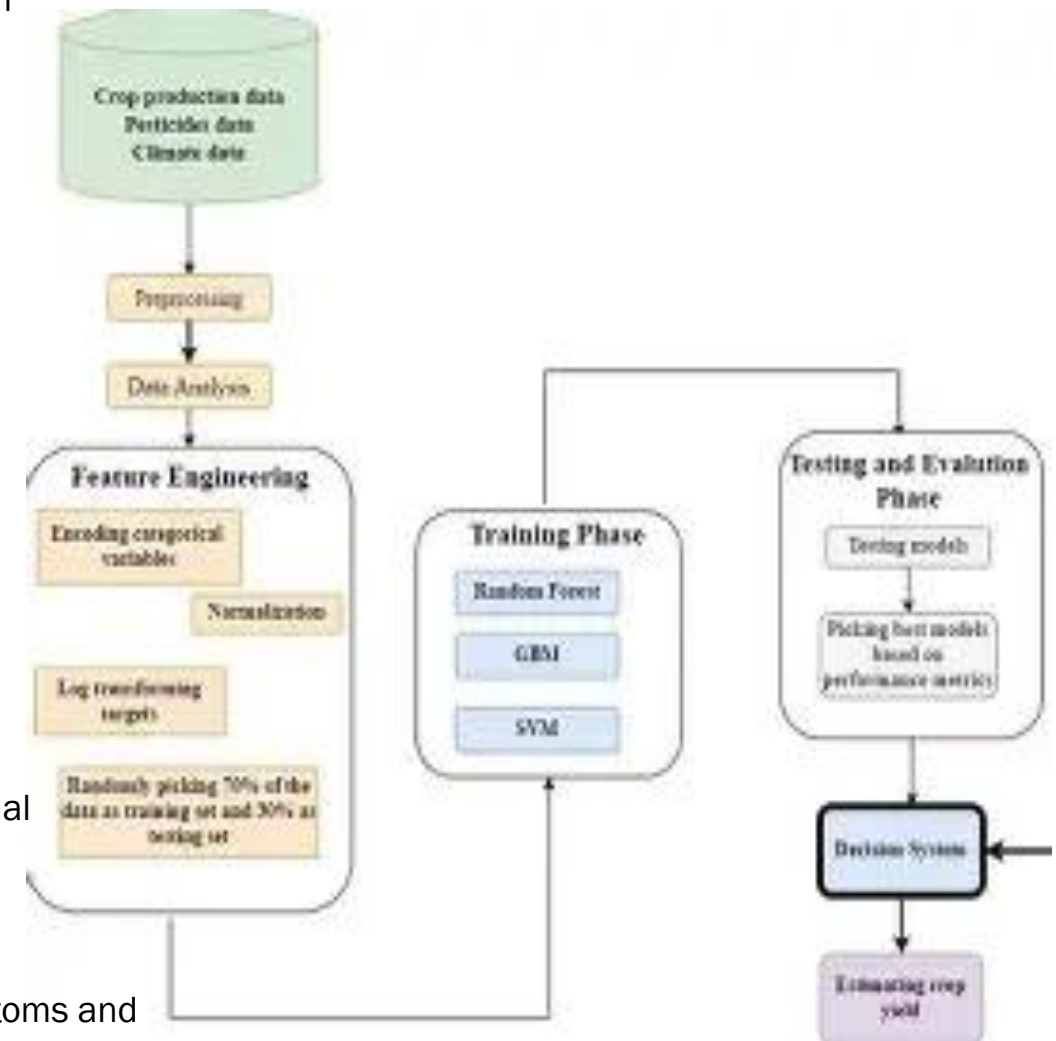 Crop production data
Pesticides data
Climate data
Preprocessing
Data Analysis
Feature Engineering
Encoding categorical
variables
Normalization
Log transforming
targets
Randomly picking 70% of the
data as training set and 30% as
testing set
al
toms and
Training Phase
Random Forest
GBM
SVM
Testing and Evalution
Phase
Testing models
Picking best models
based on
performance metrics
Decision System
Estimating crop
yield